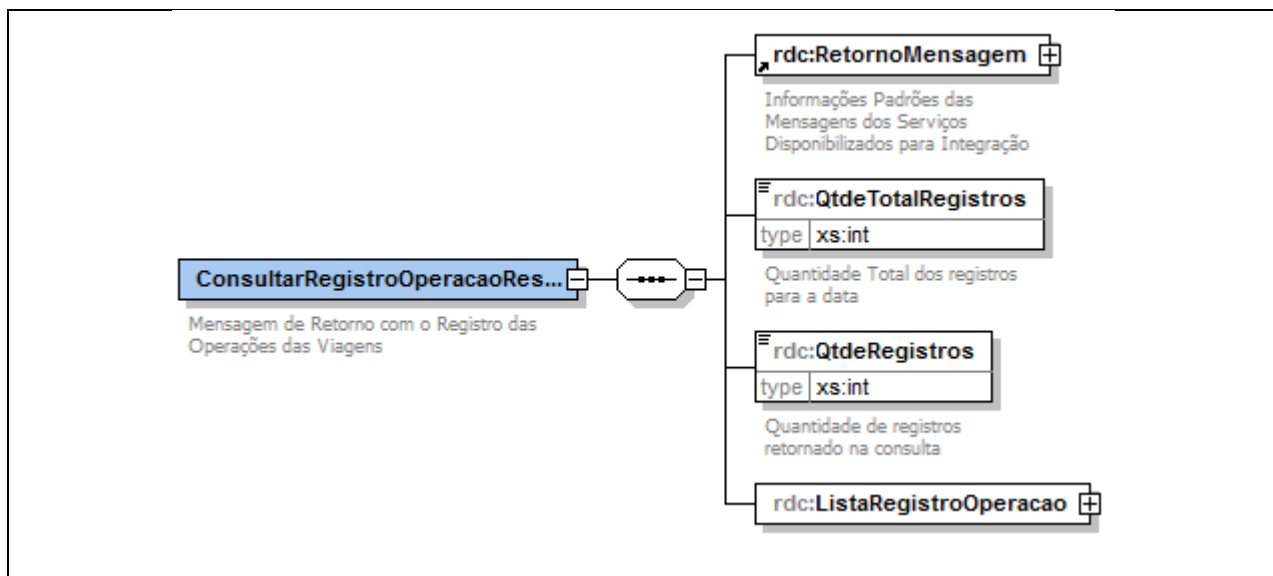 rdc:RetornoMensagem
Informações Padrões das
Mensagens dos Serviços
Disponibilizados para Integração
rdc:QtdeTotalRegistros
type xs:int
Quantidade Total dos registros
para a data
ConsultarRegistroOperacaoRes...
Mensagem de Retorno com o Registro das
Operações das Viagens
rdc:QtdeRegistros
type xs:int
Quantidade de registros
retornado na consulta
rdc:ListaRegistroOperacao